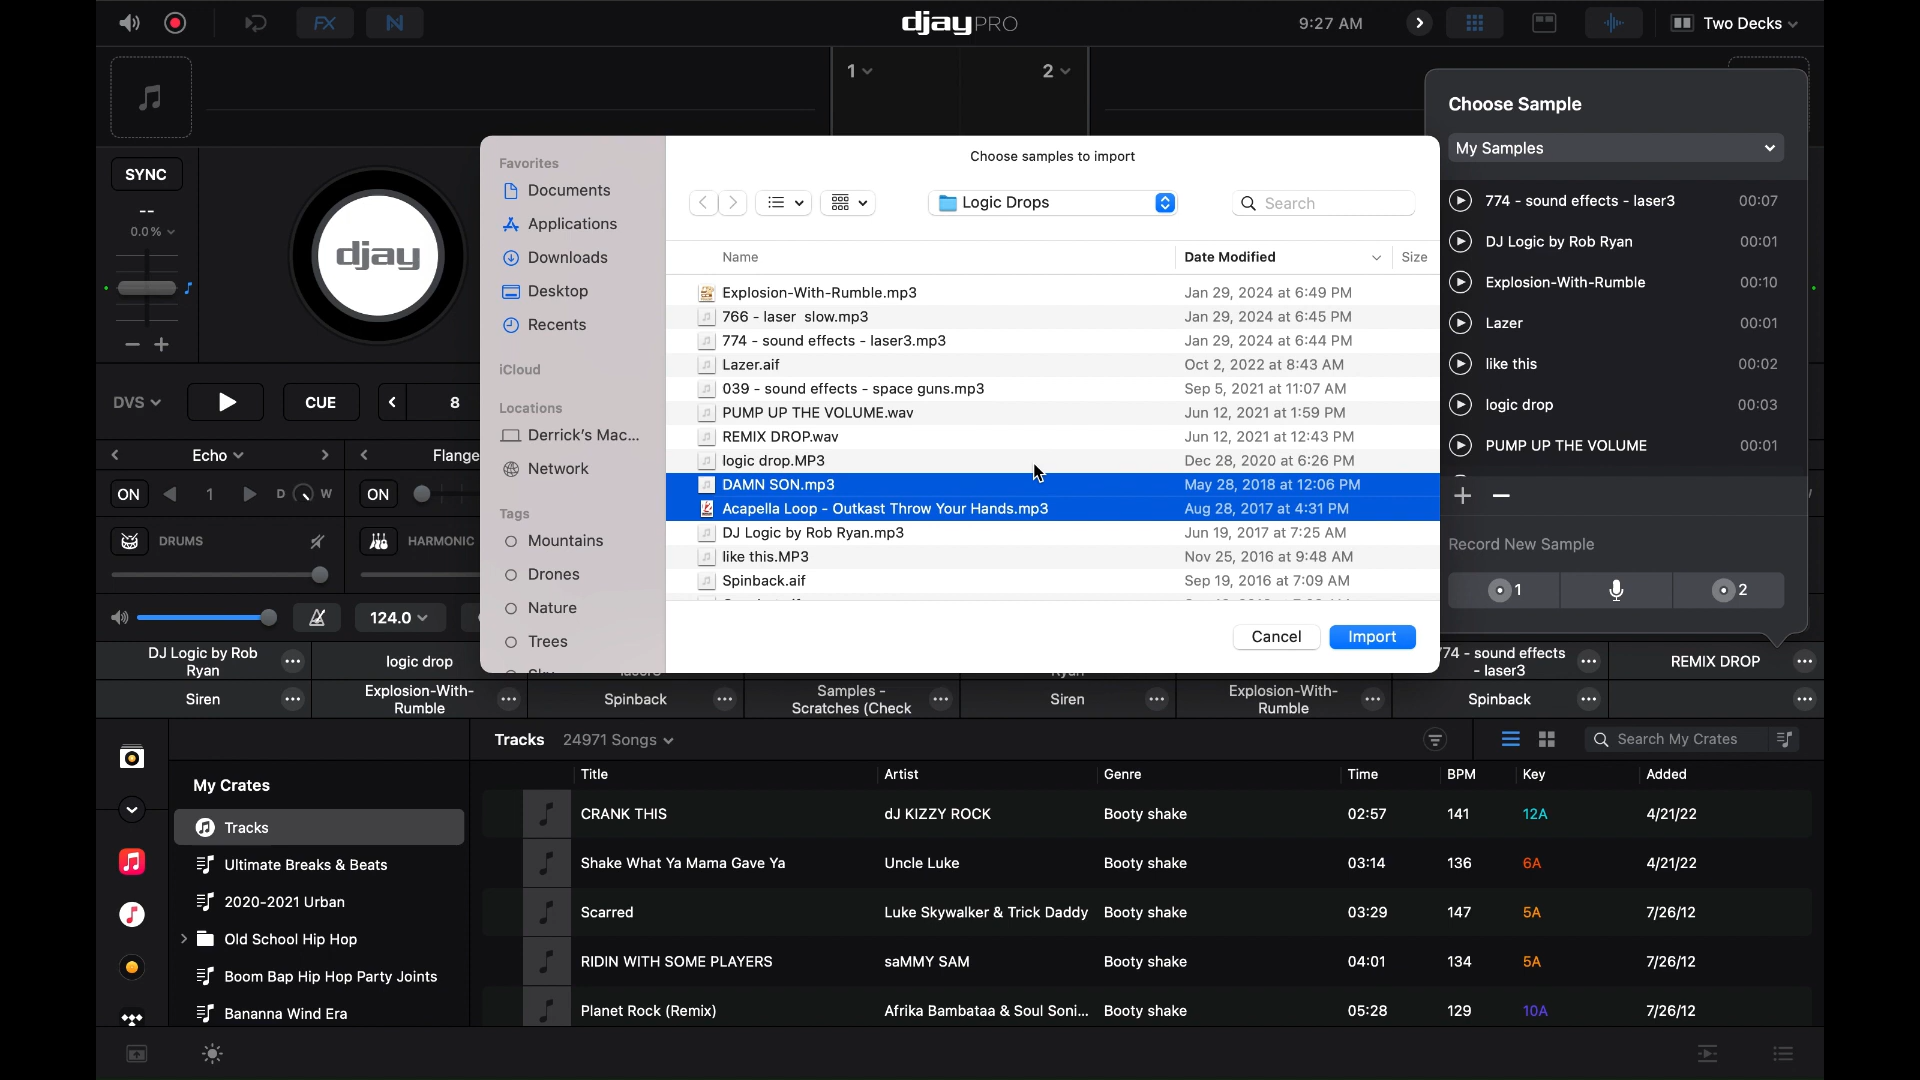 FX
djay PRO
9:27 AM
Two Decks
1
2
SYNC
--
0.0%
djay
DVS
CUE
8
Echo
Flange
ON
1
D
W
ON
DRUMS
HARMONIC
124.0
Favorites
Documents
Applications
Downloads
Desktop
Recents
iCloud
Locations
Derrick's Mac...
Network
Tags
Mountains
Drones
Nature
Trees
Choose samples to import
Logic Drops
Search
Name Date Modified Size
Explosion-With-Rumble.mp3 Jan 29, 2024 at 6:49 PM
766 - laser slow.mp3 Jan 29, 2024 at 6:45 PM
774 - sound effects - laser3.mp3 Jan 29, 2024 at 6:44 PM
Lazer.aif Oct 2, 2022 at 8:43 AM
039 - sound effects - space guns.mp3 Sep 5, 2021 at 11:07 AM
PUMP UP THE VOLUME.wav Jun 12, 2021 at 1:59 PM
REMIX DROP.wav Jun 12, 2021 at 12:43 PM
logic drop.MP3 Dec 28, 2020 at 6:26 PM
DAMN SON.mp3 May 28, 2018 at 12:06 PM
Acapella Loop - Outkast Throw Your Hands.mp3 Aug 28, 2017 at 4:31 PM
DJ Logic by Rob Ryan.mp3 Jun 19, 2017 at 7:25 AM
like this.MP3 Nov 25, 2016 at 9:48 AM
Spinback.aif Sep 19, 2016 at 7:09 AM
Cancel Import
Choose Sample
My Samples
774 - sound effects - laser3 00:07
DJ Logic by Rob Ryan 00:01
Explosion-With-Rumble 00:10
Lazer 00:01
like this 00:02
logic drop 00:03
PUMP UP THE VOLUME 00:01
Record New Sample
1
2
DJ Logic by Rob
Ryan
logic drop
74 - sound effects
- laser3
REMIX DROP
Siren
Explosion-With-
Rumble
Spinback
Samples -
Scratches (Check
Siren
Explosion-With-
Rumble
Spinback
Tracks 24971 Songs
Search My Crates
My Crates
Tracks
Ultimate Breaks & Beats
2020-2021 Urban
Old School Hip Hop
Boom Bap Hip Hop Party Joints
Bananna Wind Era
Title Artist Genre Time BPM Key Added
CRANK THIS dJ KIZZY ROCK Booty shake 02:57 141 12A 4/21/22
Shake What Ya Mama Gave Ya Uncle Luke Booty shake 03:14 136 6A 4/21/22
Scarred Luke Skywalker & Trick Daddy Booty shake 03:29 147 5A 7/26/12
RIDIN WITH SOME PLAYERS saMMY SAM Booty shake 04:01 134 5A 7/26/12
Planet Rock (Remix) Afrika Bambataa & Soul Soni... Booty shake 05:28 129 10A 7/26/12